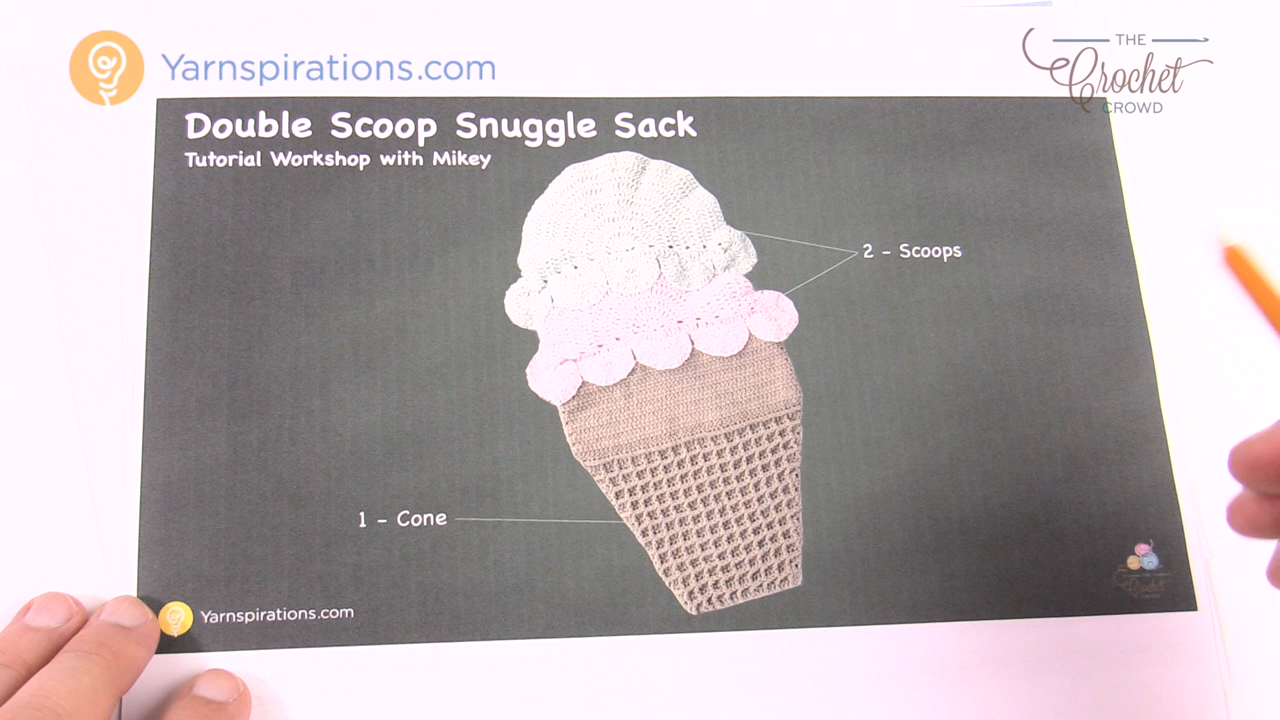 Yarnspirations.com
THE
Crochet
CROWD
Double Scoop Snuggle Sack
Tutorial Workshop with Mikey
2 - Scoops
1 - Cone
Yarnspirations.com